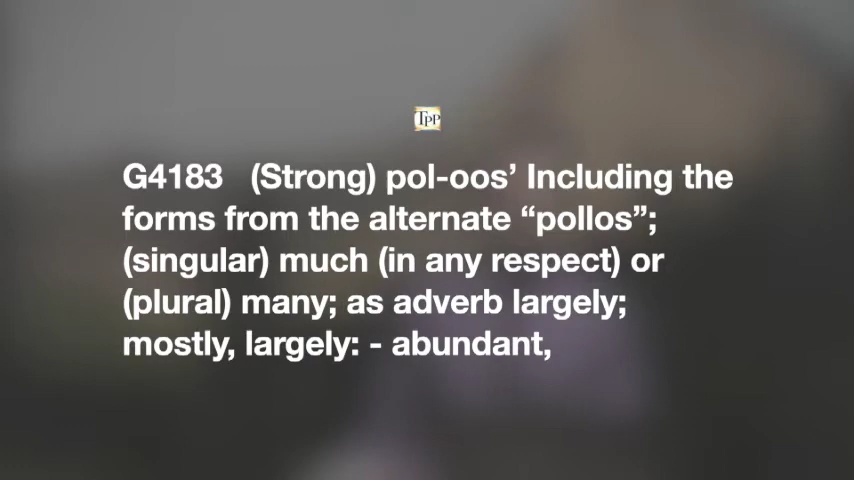 TPP
G4183 (Strong) pol-oos’ Including the
forms from the alternate “pollos”;
(singular) much (in any respect) or
(plural) many; as adverb largely;
mostly, largely: - abundant,